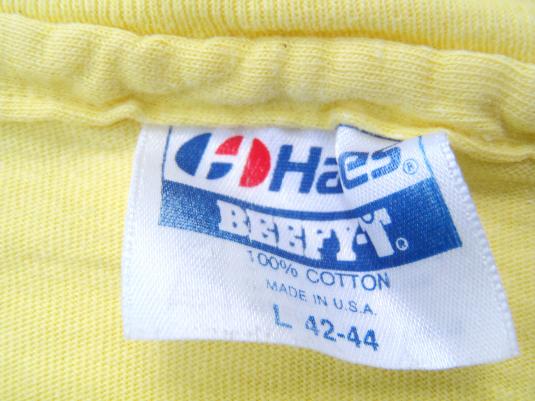 Hanes®
BEEFY-T®
100% COTTON
MADE IN U.S.A.
L 42-44